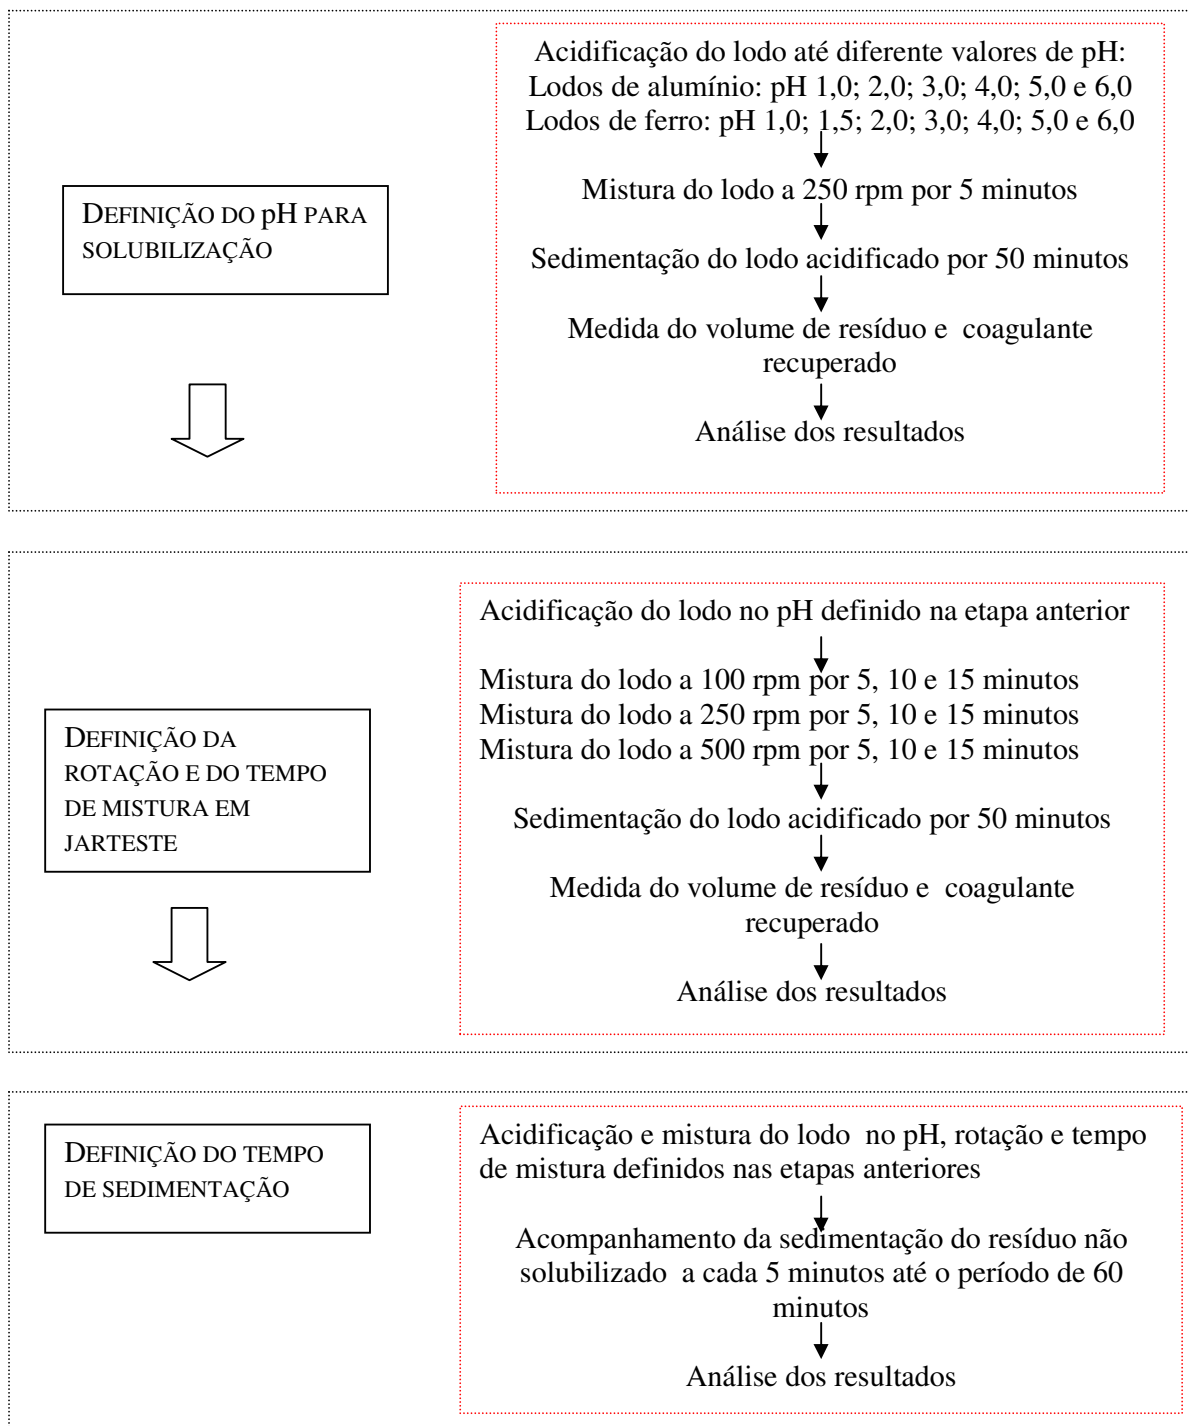 Acidificação do lodo até diferente valores de pH:
Lodos de alumínio: pH 1,0; 2,0; 3,0; 4,0; 5,0 e 6,0
Lodos de ferro: pH 1,0; 1,5; 2,0; 3,0; 4,0; 5,0 e 6,0
Mistura do lodo a 250 rpm por 5 minutos
DEFINIÇÃO DO pH PARA
SOLUBILIZAÇÃO
Sedimentação do lodo acidificado por 50 minutos
Medida do volume de resíduo e coagulante
recuperado
Análise dos resultados
Acidificação do lodo no pH definido na etapa anterior
Mistura do lodo a 100 rpm por 5, 10 e 15 minutos
Mistura do lodo a 250 rpm por 5, 10 e 15 minutos
Mistura do lodo a 500 rpm por 5, 10 e 15 minutos
DEFINIÇÃO DA
ROTAÇÃO E DO TEMPO
DE MISTURA EM
JARTESTE
Sedimentação do lodo acidificado por 50 minutos
Medida do volume de resíduo e coagulante
recuperado
Análise dos resultados
DEFINIÇÃO DO TEMPO
DE SEDIMENTAÇÃO
Acidificação e mistura do lodo no pH, rotação e tempo
de mistura definidos nas etapas anteriores
Acompanhamento da sedimentação do resíduo não
solubilizado a cada 5 minutos até o período de 60
minutos
Análise dos resultados